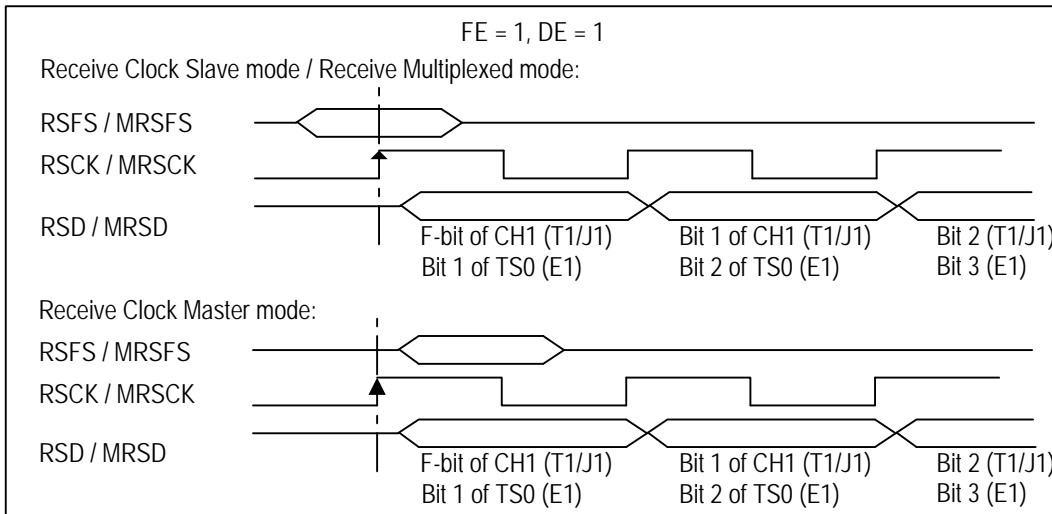 FE = 1, DE = 1
Receive Clock Slave mode / Receive Multiplexed mode:
RSFS / MRSFS
RSCK / MRSCK
RSD / MRSD
F-bit of CH1 (T1/J1) Bit 1 of CH1 (T1/J1) Bit 2 (T1/J1)
Bit 1 of TS0 (E1) Bit 2 of TS0 (E1) Bit 3 (E1)
Receive Clock Master mode:
RSFS / MRSFS
RSCK / MRSCK
RSD / MRSD
F-bit of CH1 (T1/J1) Bit 1 of CH1 (T1/J1) Bit 2 (T1/J1)
Bit 1 of TS0 (E1) Bit 2 of TS0 (E1) Bit 3 (E1)